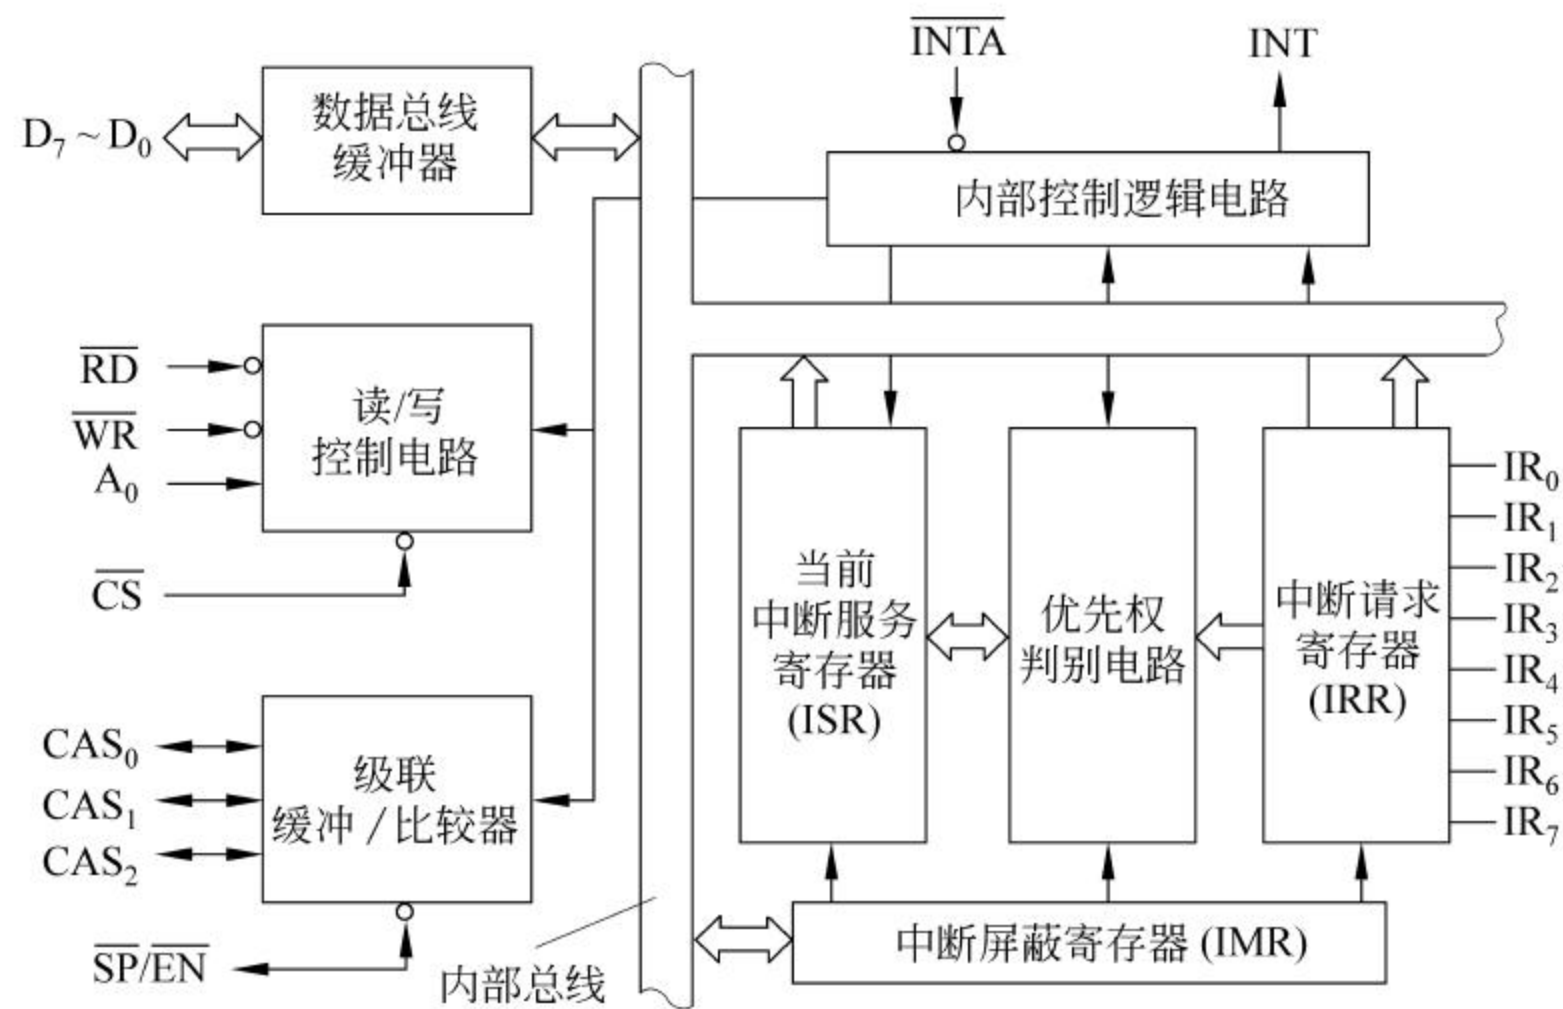 INTA
INT
D7 ~ D0
数据总线
缓冲器
内部控制逻辑电路
RD
WR
A0
读/写
控制电路
CS
当前
中断服务
寄存器
(ISR)
优先权
判别电路
中断请求
寄存器
(IRR)
IR0
IR1
IR2
IR3
IR4
IR5
IR6
IR7
CAS0
CAS1
CAS2
级联
缓冲 / 比较器
SP/EN
内部总线
中断屏蔽寄存器 (IMR)